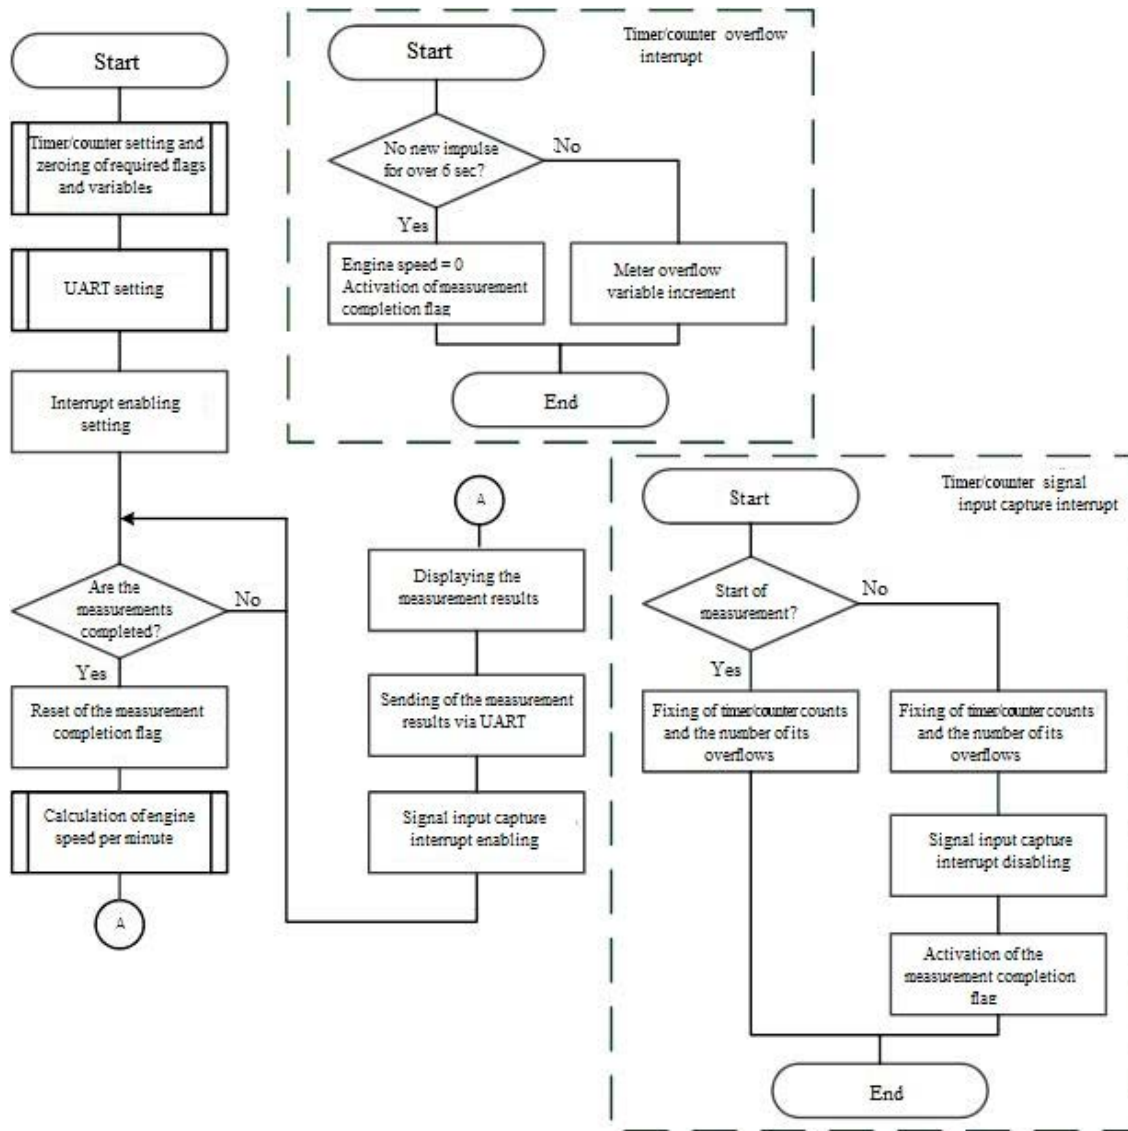 Start
Timer/counter setting and
zeroing of required flags
and variables
UART setting
Interrupt enabling
setting
Are the
measurements
completed?
No
Yes
Reset of the measurement
completion flag
Calculation of engine
speed per minute
A
A
Displaying the
measurement results
Sending of the measurement
results via UART
Signal input capture
interrupt enabling
Timer/counter overflow
interrupt
Start
No new impulse
for over 6 sec?
No
Yes
Engine speed = 0
Activation of measurement
completion flag
Meter overflow
variable increment
End
Timer/counter signal
input capture interrupt
Start
Start of
measurement?
No
Yes
Fixing of timer/counter counts
and the number of its
overflows
Fixing of timer/counter counts
and the number of its
overflows
Signal input capture
interrupt disabling
Activation of the
measurement completion
flag
End